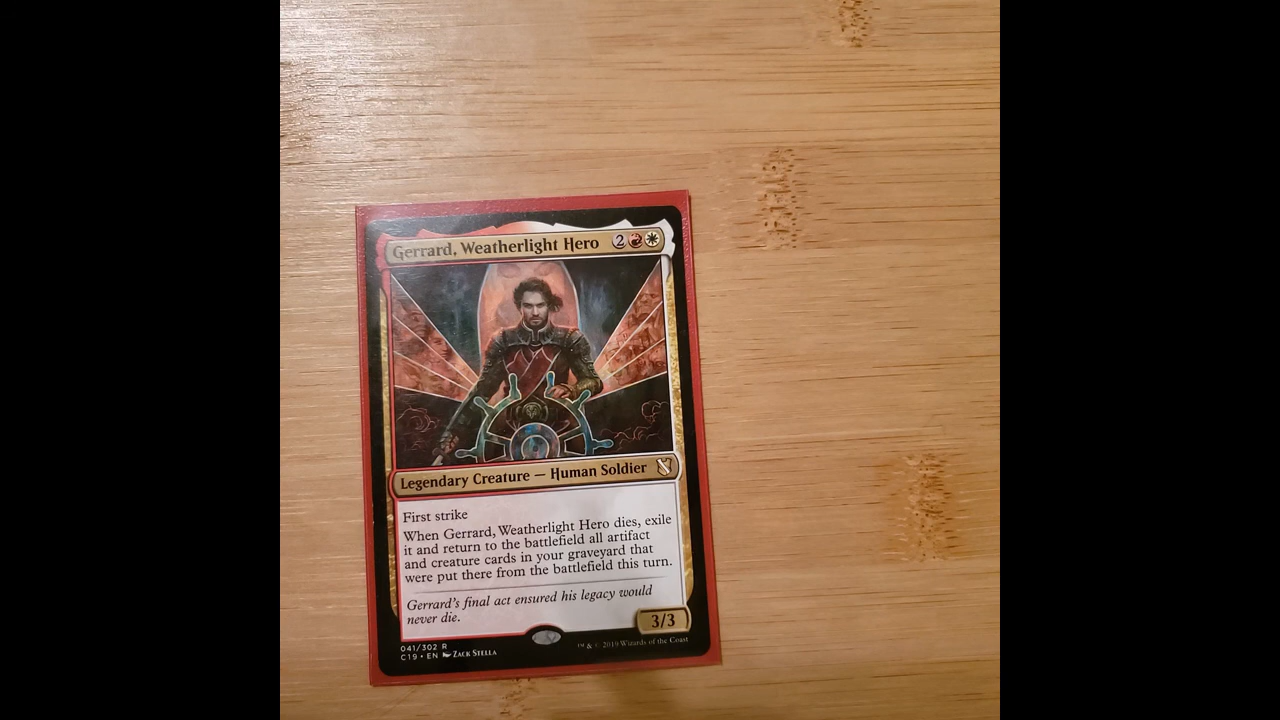 Gerrard, Weatherlight Hero 2
Legendary Creature — Human Soldier
First strike
When Gerrard, Weatherlight Hero dies, exile
it and return to the battlefield all artifact
and creature cards in your graveyard that
were put there from the battlefield this turn.
Gerrard's final act ensured his legacy would
never die.
3/3
041/302 R
C19 • EN Zack Stella
™ & © 2019 Wizards of the Coast